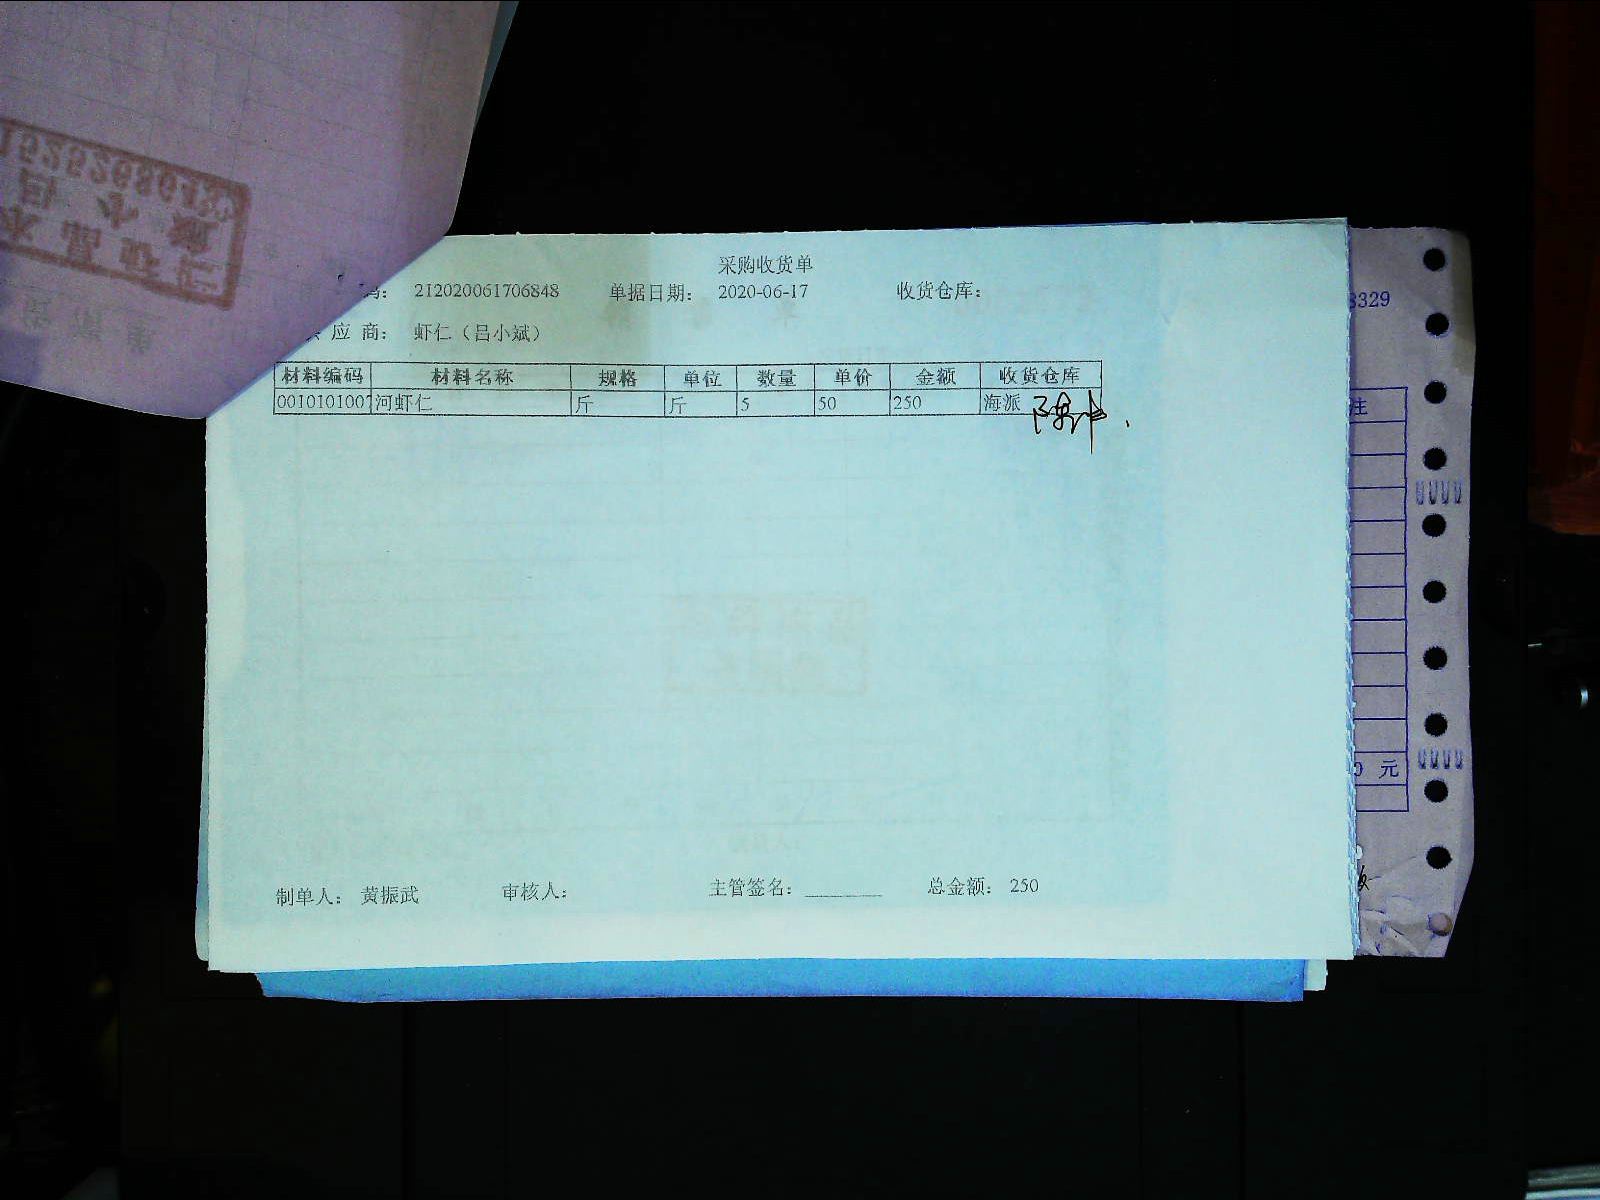 采购收货单
码： 212020061706848 单据日期： 2020-06-17 收货仓库：
应 商： 虾仁（吕小斌）
材料编码 材料名称 规格 单位 数量 单价 金额 收货仓库
0010101007 河虾仁 斤 斤 5 50 250 海派
制单人： 黄振武 审核人： 主管签名： 总金额： 250
8329
注
0 元